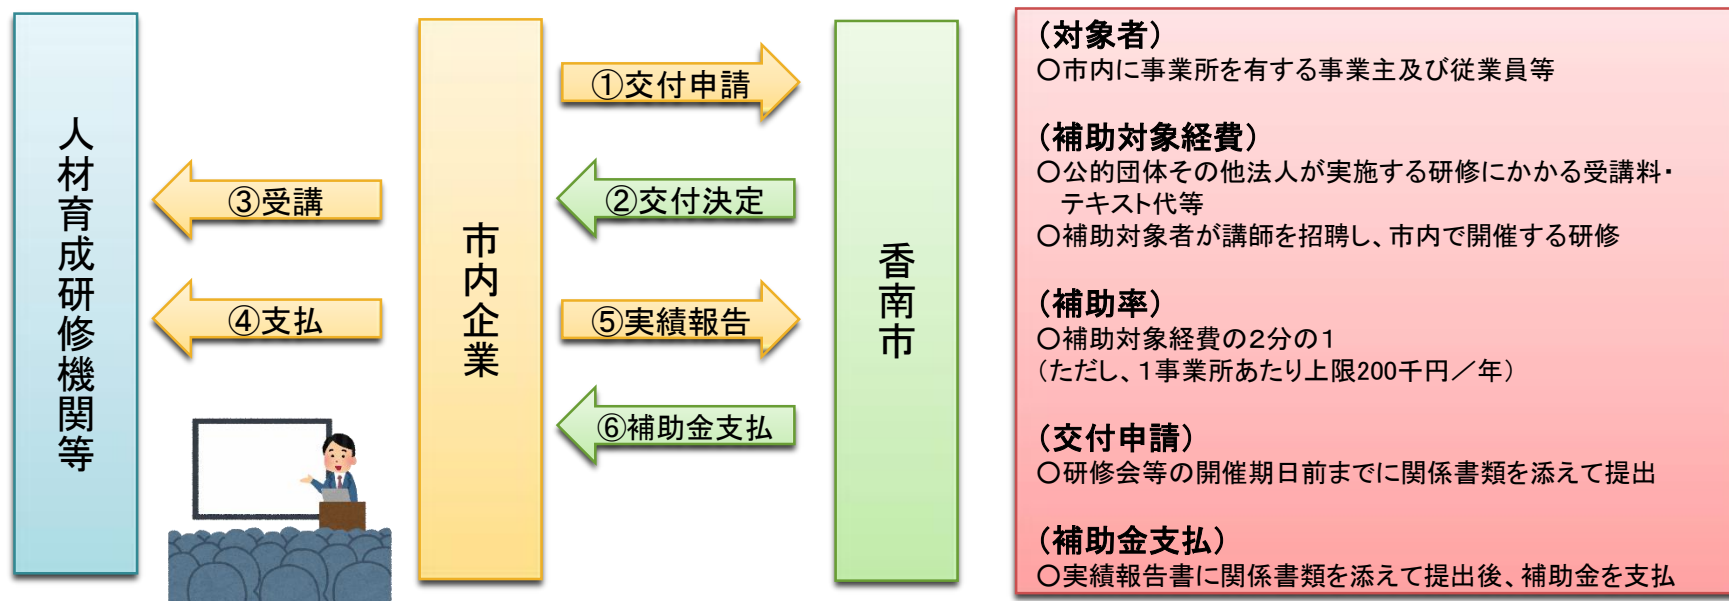 人材育成研修機関等
③受講
④支払
市内企業
①交付申請
②交付決定
⑤実績報告
⑥補助金支払
香南市
（対象者）
〇市内に事業所を有する事業主及び従業員等
（補助対象経費）
〇公的団体その他法人が実施する研修にかかる受講料・
テキスト代等
〇補助対象者が講師を招聘し、市内で開催する研修
（補助率）
〇補助対象経費の２分の１
（ただし、１事業所あたり上限200千円／年）
（交付申請）
〇研修会等の開催期日前までに関係書類を添えて提出
（補助金支払）
〇実績報告書に関係書類を添えて提出後、補助金を支払